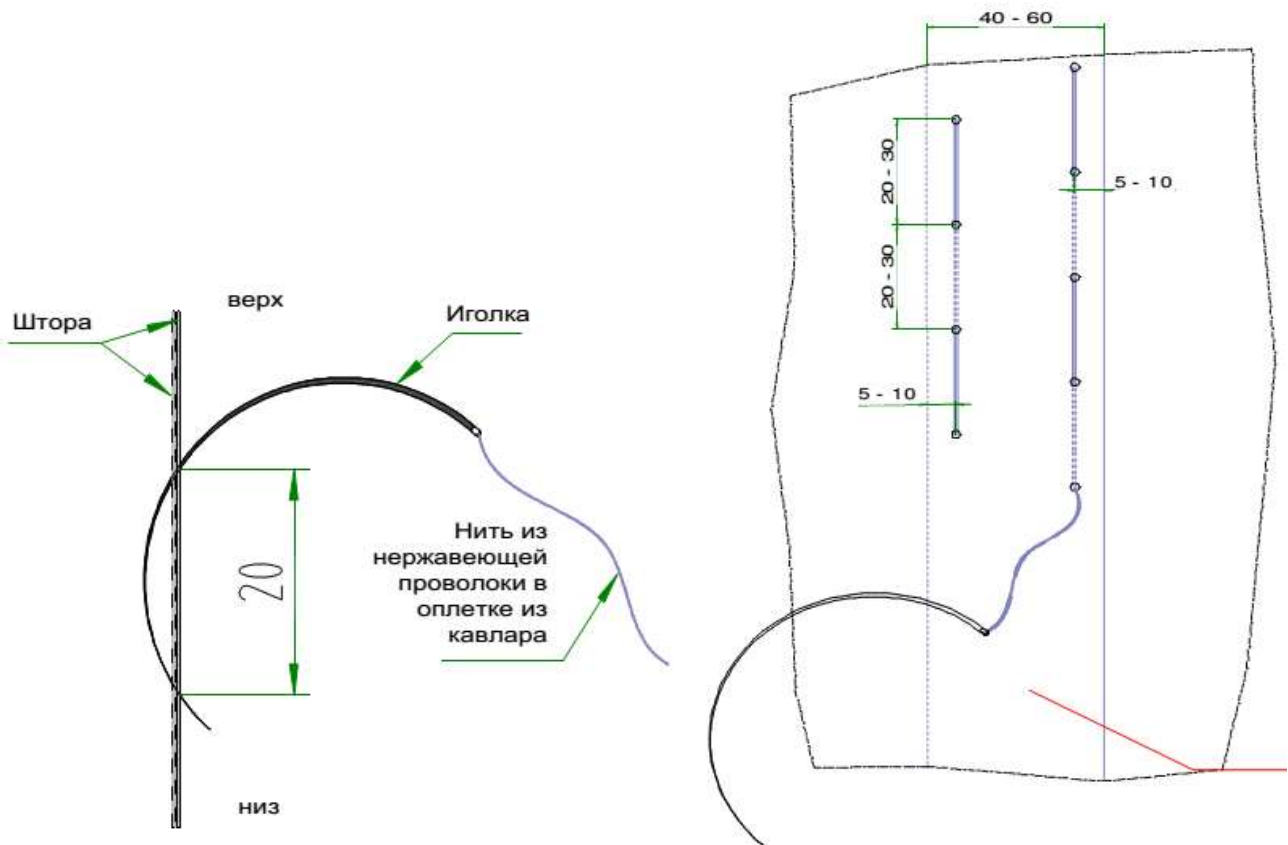 40 - 60
20 - 30
5 - 10
20 - 30
верх
Штора
Иголка
5 - 10
20
Нить из
нержавеющей
проволоки в
оплетке из
кавлара
низ